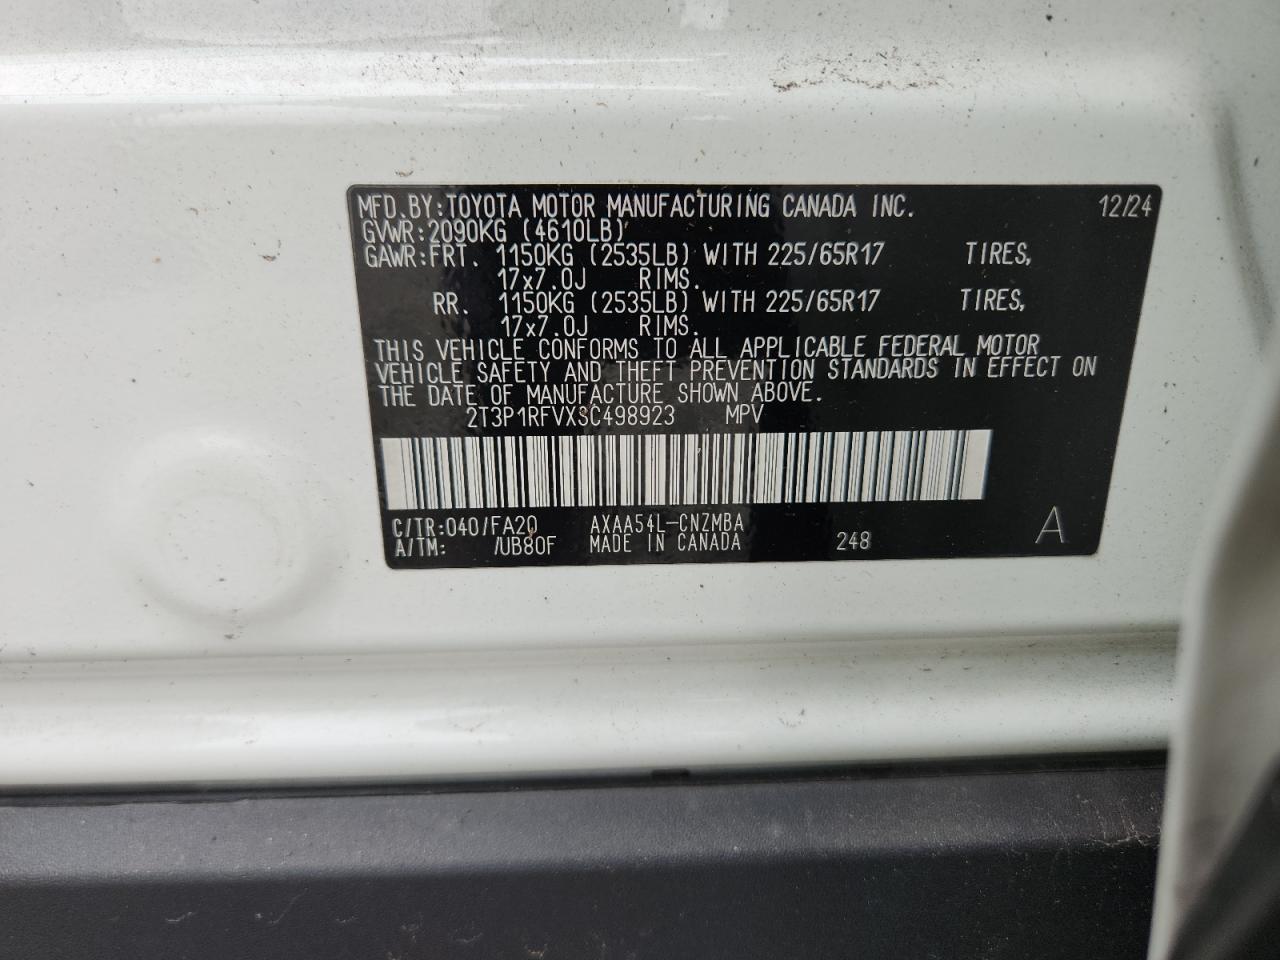 MFD.BY:TOYOTA MOTOR MANUFACTURING CANADA INC. 12/24
GVWR:2090KG (4610LB)
GAWR:FRT. 1150KG (2535LB) WITH 225/65R17 TIRES,
17x7.0J RIMS.
RR. 1150KG (2535LB) WITH 225/65R17 TIRES,
17x7.0J RIMS.
THIS VEHICLE CONFORMS TO ALL APPLICABLE FEDERAL MOTOR
VEHICLE SAFETY AND THEFT PREVENTION STANDARDS IN EFFECT ON
THE DATE OF MANUFACTURE SHOWN ABOVE.
2T3P1RFVXSC498923 MPV
C/TR:040/FA20 AXAA54L-CNZMBA
A/TM: /UB80F MADE IN CANADA 248 A